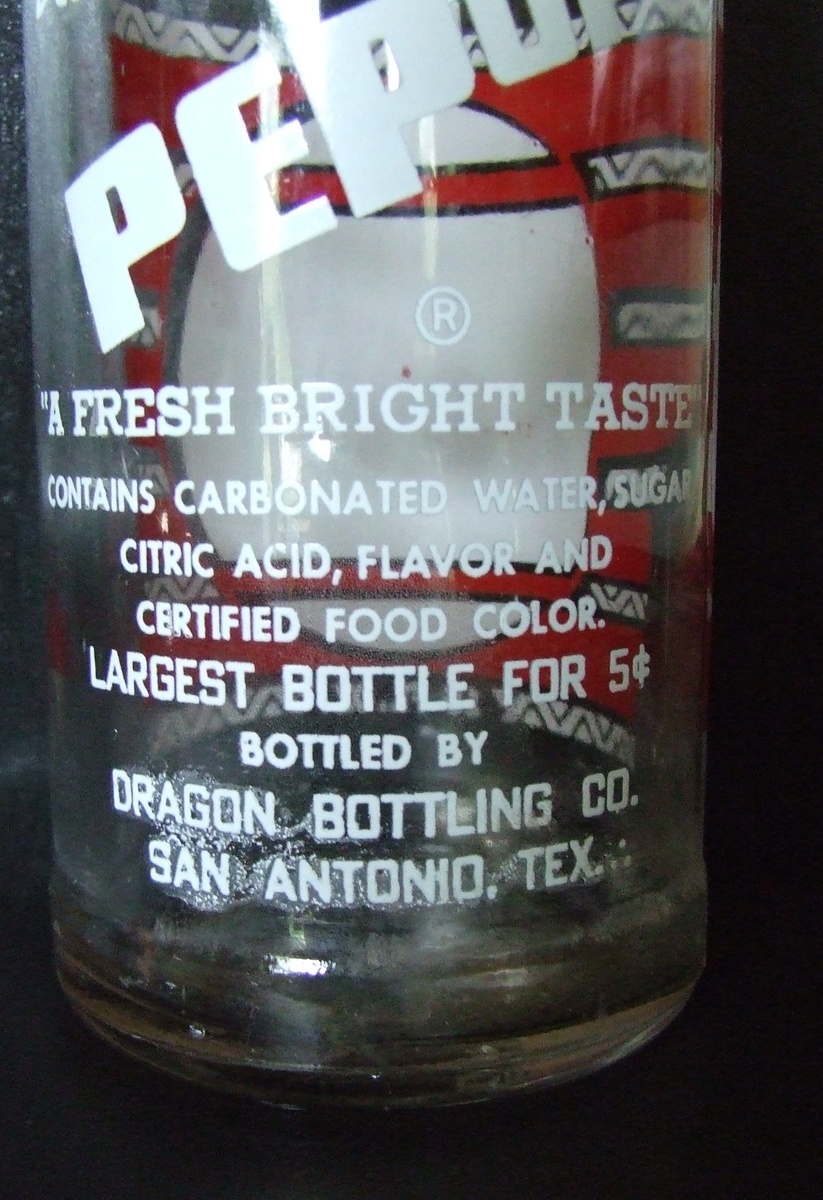 PEPUP
®
"A FRESH BRIGHT TASTE"
CONTAINS CARBONATED WATER, SUGAR
CITRIC ACID, FLAVOR AND
CERTIFIED FOOD COLOR.
LARGEST BOTTLE FOR 5¢
BOTTLED BY
DRAGON BOTTLING CO.
SAN ANTONIO, TEX.